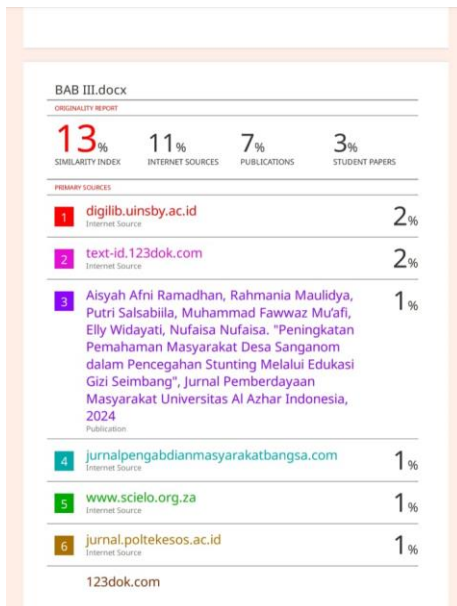 BAB III.docx
ORIGINALITY REPORT
13% 11% 7% 3%
SIMILARITY INDEX INTERNET SOURCES PUBLICATIONS STUDENT PAPERS
PRIMARY SOURCES
1 digilib.uinsby.ac.id 2%
Internet Source
2 text-id.123dok.com 2%
Internet Source
3 Aisyah Afni Ramadhan, Rahmania Maulidya, 1%
Putri Salsabiila, Muhammad Fawwaz Mu'afi,
Elly Widayati, Nufaisa Nufaisa. "Peningkatan
Pemahaman Masyarakat Desa Sanganom
dalam Pencegahan Stunting Melalui Edukasi
Gizi Seimbang", Jurnal Pemberdayaan
Masyarakat Universitas Al Azhar Indonesia,
2024
Publication
4 jurnalpengabdianmasyarakatbangsa.com 1%
Internet Source
5 www.scielo.org.za 1%
Internet Source
6 jurnal.poltekesos.ac.id 1%
Internet Source
123dok.com